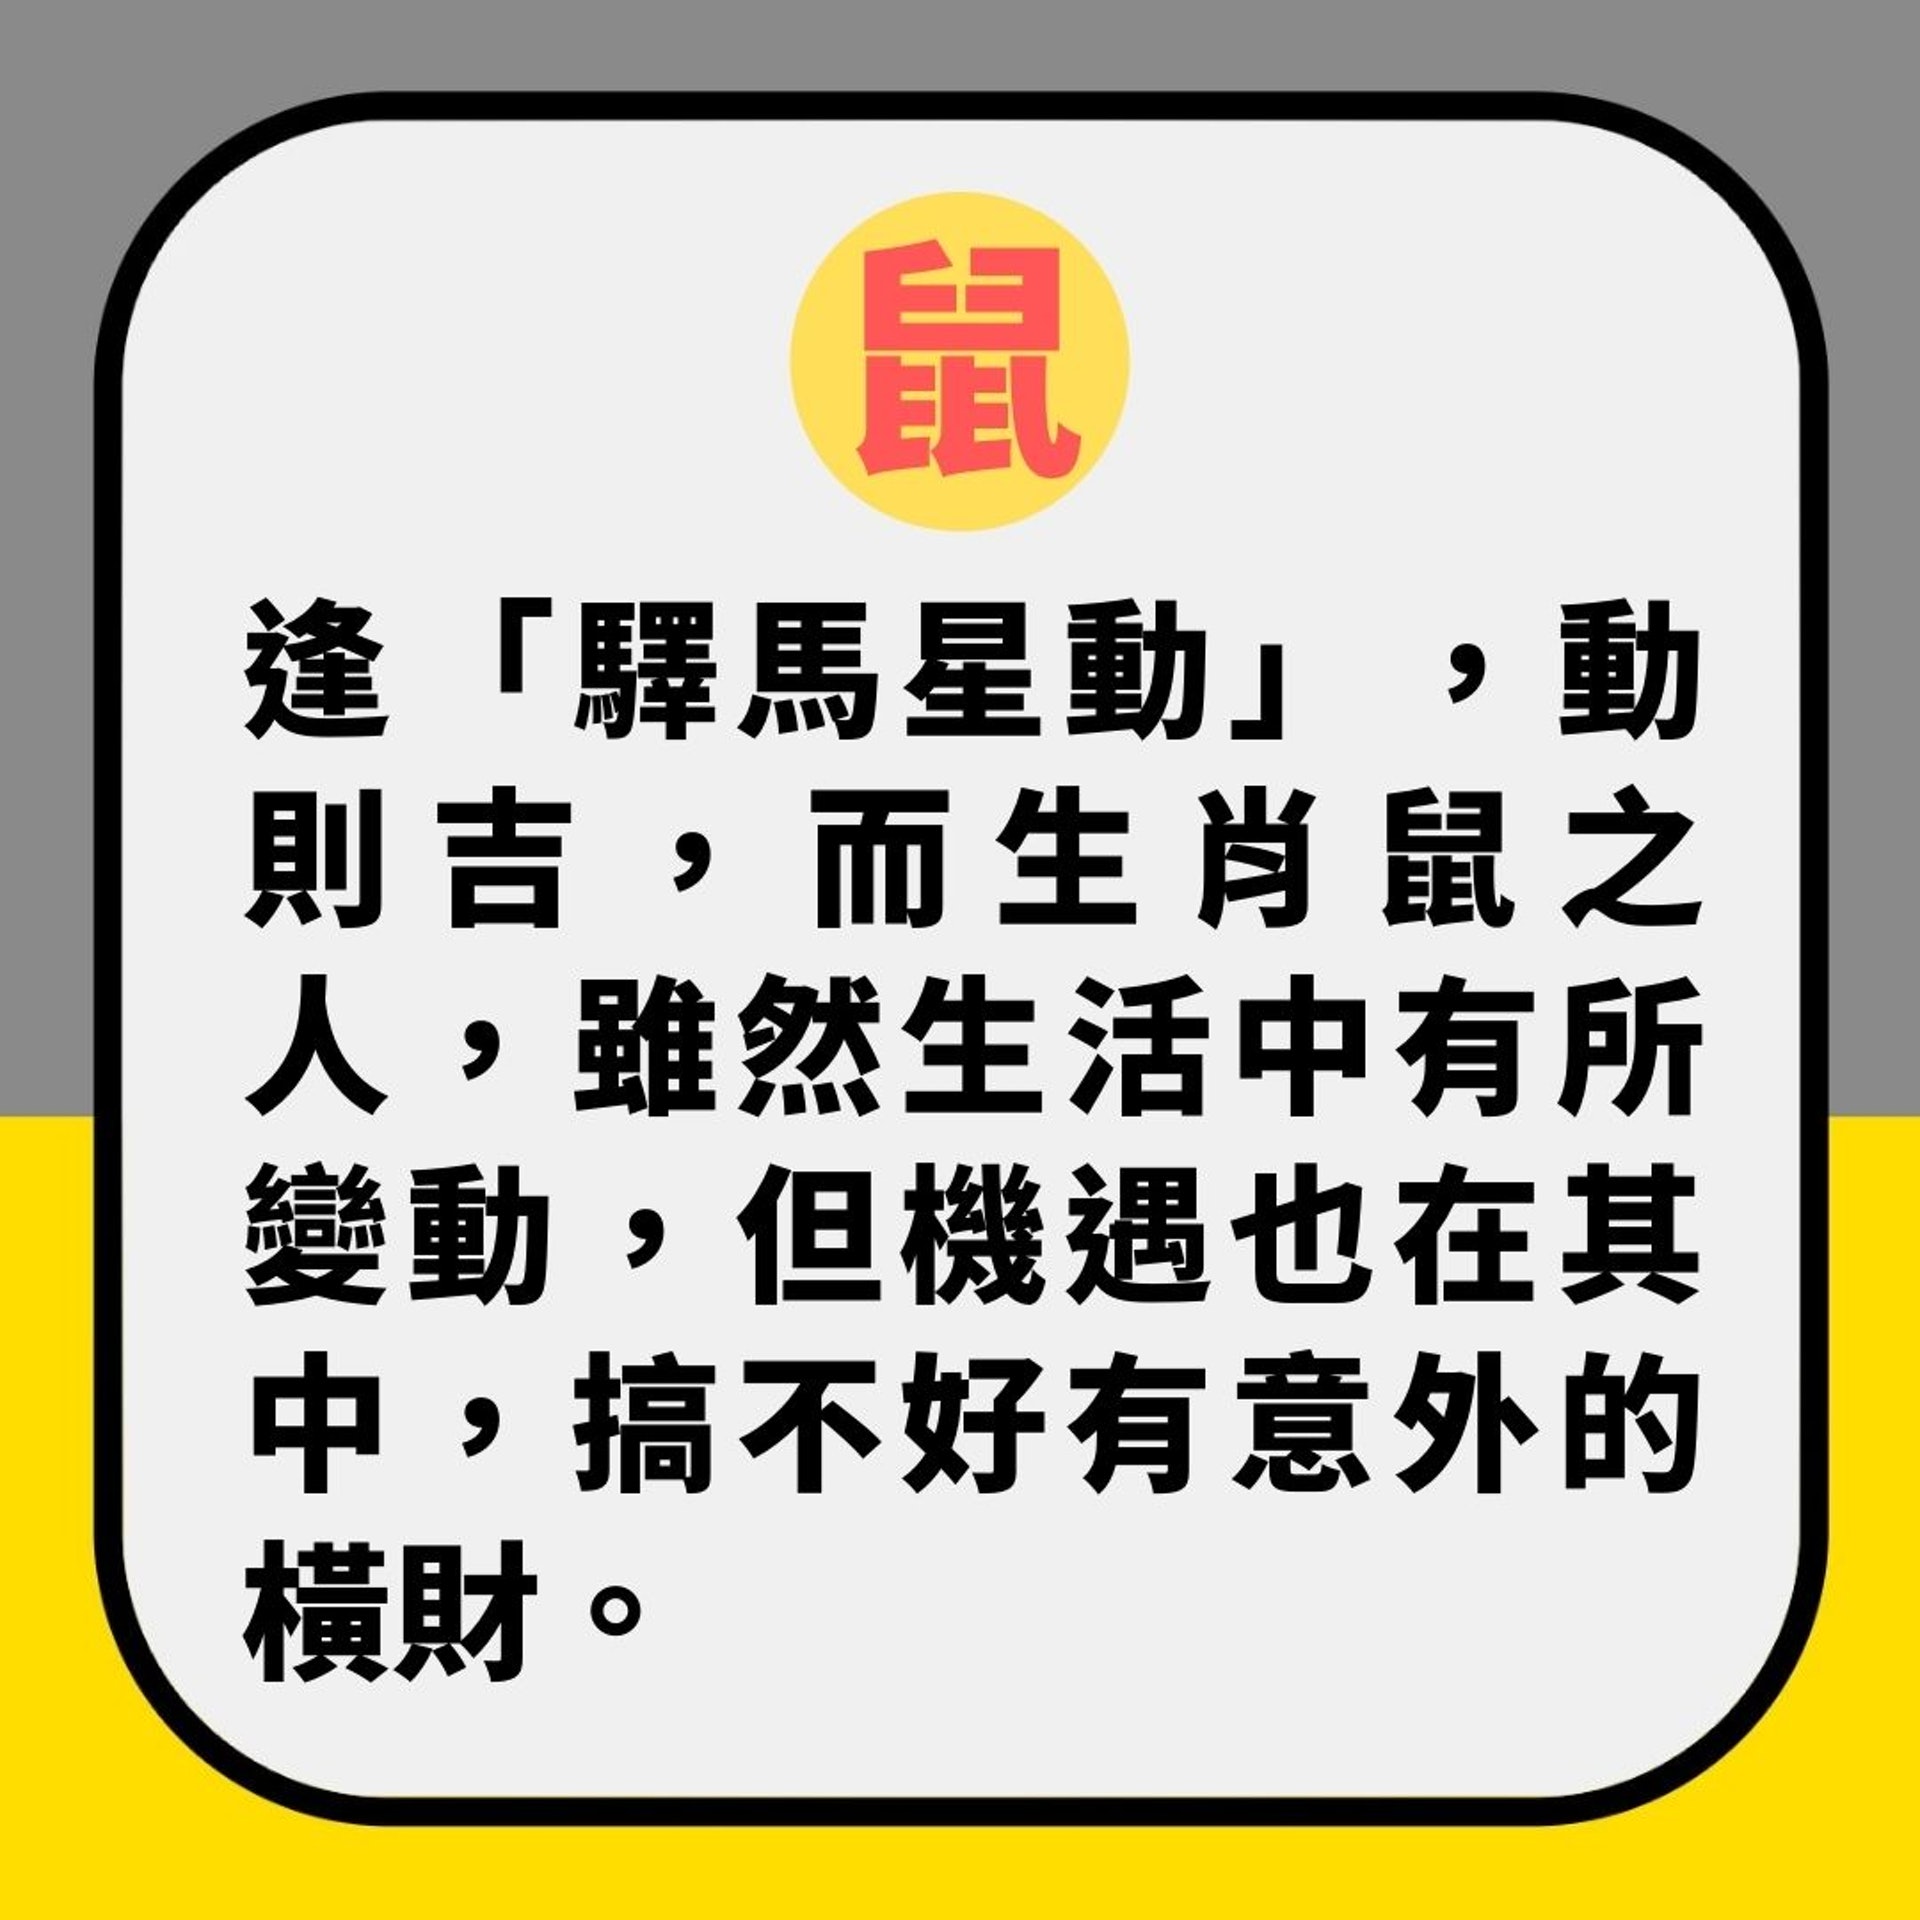 鼠
逢「驛馬星動」，動
則吉，而生肖鼠之
人，雖然生活中有所
變動，但機遇也在其
中，搞不好有意外的
橫財。